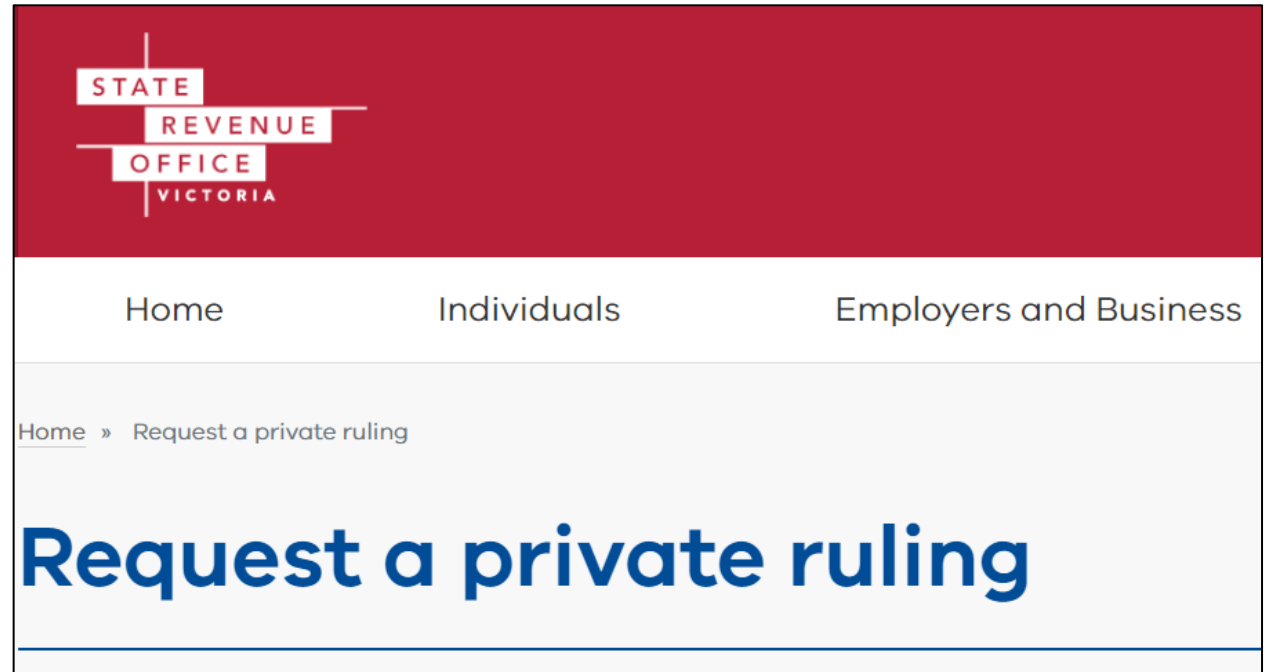 STATE
REVENUE
OFFICE
VICTORIA
Home Individuals Employers and Business
Home » Request a private ruling
Request a private ruling